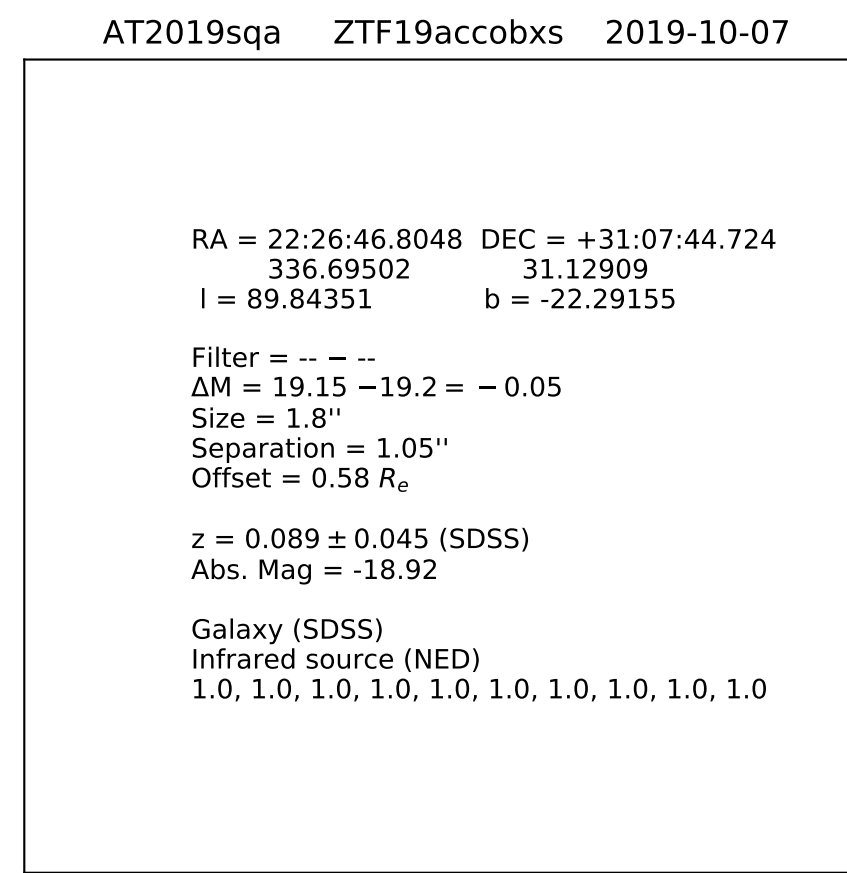 AT2019sqa ZTF19accobxs 2019-10-07
RA = 22:26:46.8048 DEC = +31:07:44.724
336.69502 31.12909
l = 89.84351 b = -22.29155
Filter = -- − --
ΔM = 19.15 −19.2 = − 0.05
Size = 1.8''
Separation = 1.05''
Offset = 0.58 Re
z = 0.089 ± 0.045 (SDSS)
Abs. Mag = -18.92
Galaxy (SDSS)
Infrared source (NED)
1.0, 1.0, 1.0, 1.0, 1.0, 1.0, 1.0, 1.0, 1.0, 1.0